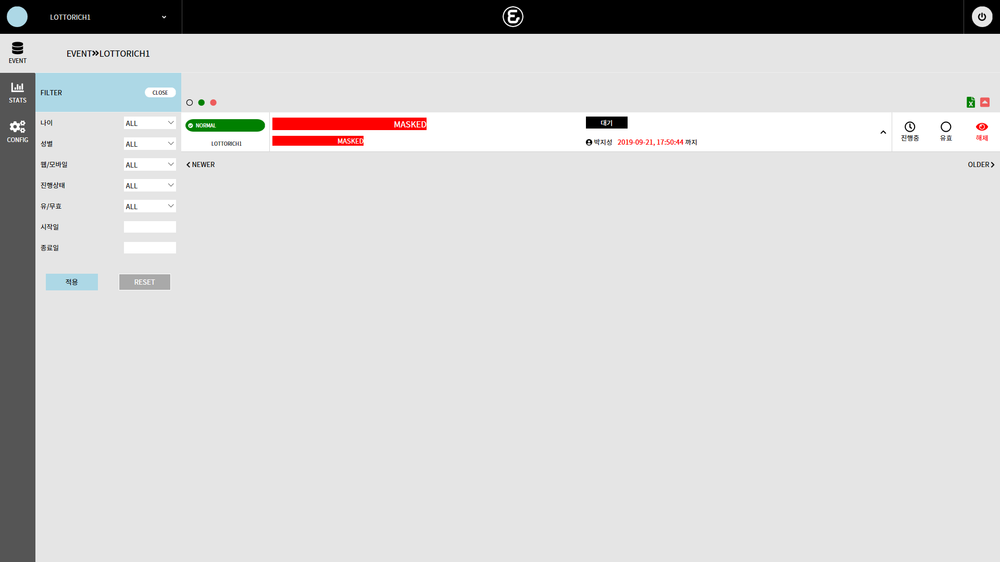 LOTTORICH1
EVENT
EVENT LOTTORICH1
STATS
CONFIG
FILTER
CLOSE
나이
ALL
성별
ALL
웹/모바일
ALL
진행상태
ALL
유/무효
ALL
시작일
종료일
적용
RESET
NORMAL
LOTTORICH1
MASKED
MASKED
대기
박지성 2019-09-21, 17:50:44 까지
진행중
유효
해제
NEWER
OLDER